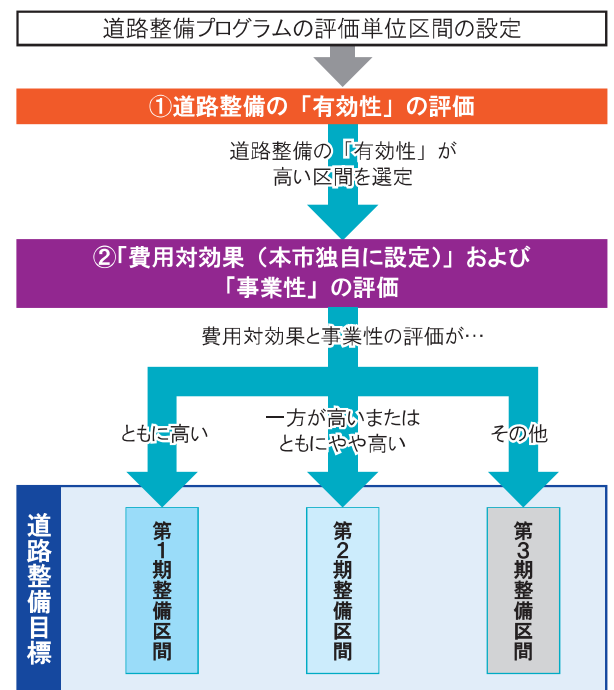 道路整備プログラムの評価単位区間の設定
①道路整備の「有効性」の評価
道路整備の「有効性」が
高い区間を選定
②「費用対効果（本市独自に設定）」および
「事業性」の評価
費用対効果と事業性の評価が…
ともに高い
一方が高いまたは
ともにやや高い
その他
道路整備目標
第1期整備区間
第2期整備区間
第3期整備区間